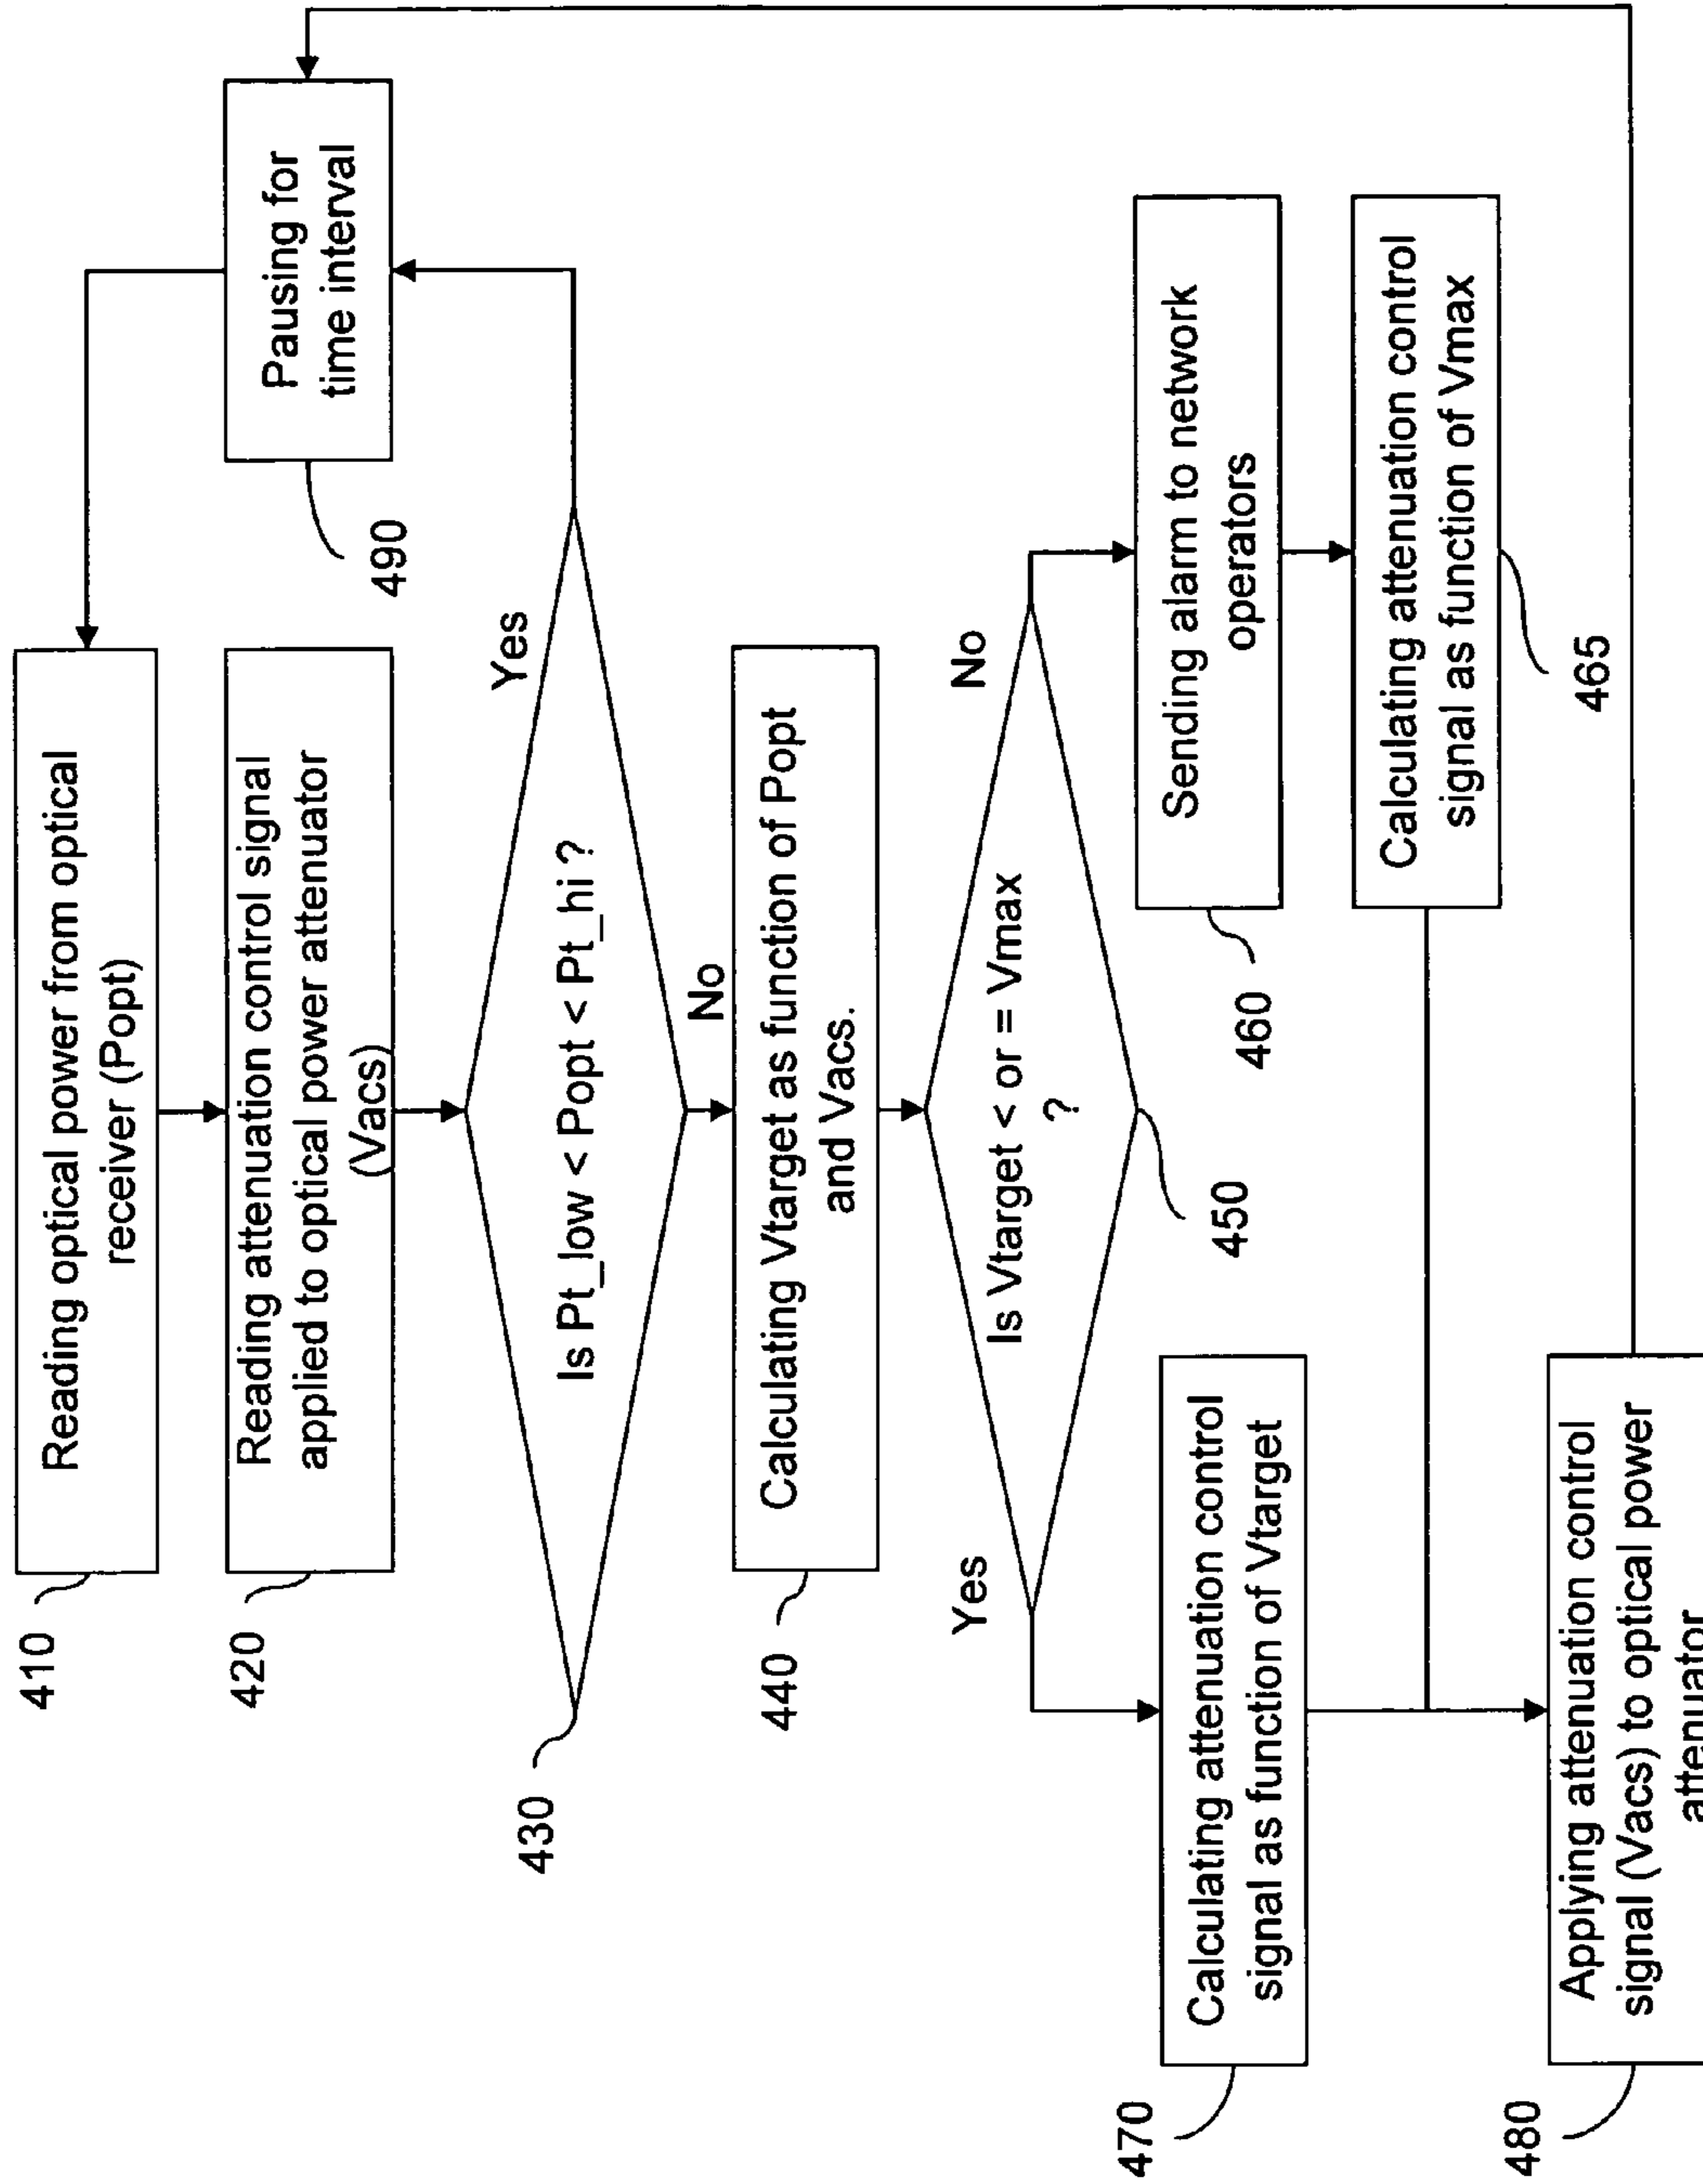 410
Reading optical power from optical
receiver (Popt)
420
Reading attenuation control signal
applied to optical power attenuator
(Vacs)
430
Is Pt_low < Popt < Pt_hi ?
Yes
No
Pausing for
time interval
490
440
Calculating Vtarget as function of Popt
and Vacs.
Is Vtarget < or = Vmax
?
450
Yes
No
470
Calculating attenuation control
signal as function of Vtarget
460
Sending alarm to network
operators
Calculating attenuation control
signal as function of Vmax
465
480
Applying attenuation control
signal (Vacs) to optical power
attenuator